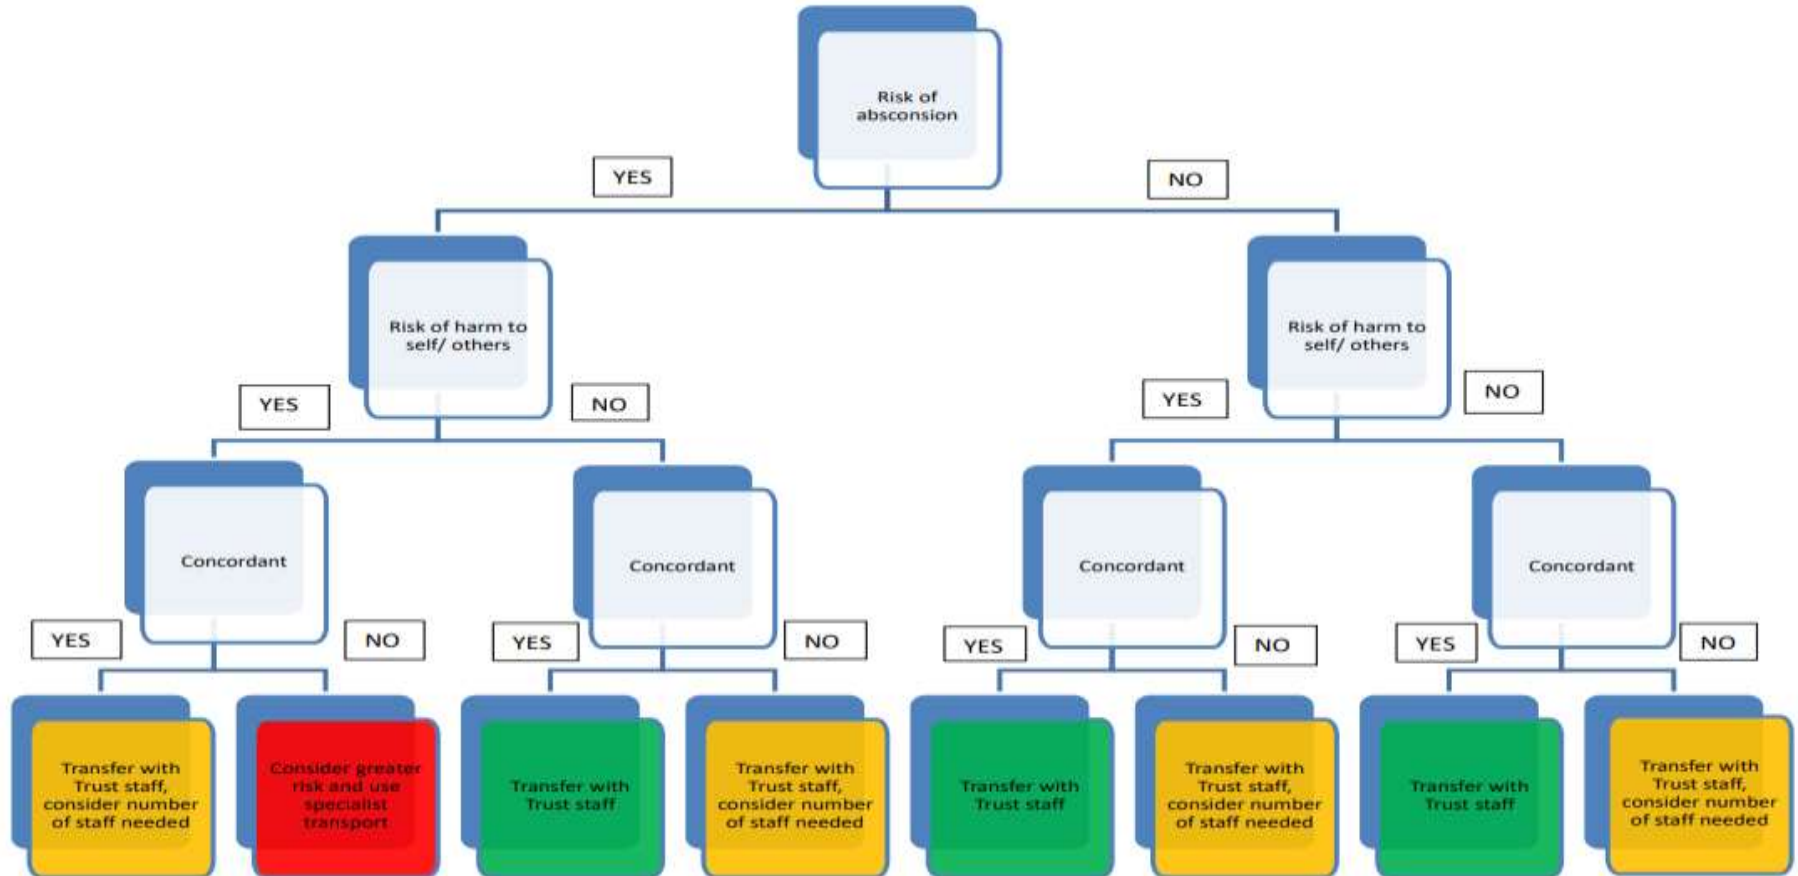 Risk of
absconsion
YES
NO
Risk of harm to
self/ others
Risk of harm to
self/ others
YES
NO
YES
NO
Concordant
Concordant
Concordant
Concordant
YES
NO
YES
NO
YES
NO
YES
NO
Transfer with
Trust staff,
consider number
of staff needed
Consider greater
risk and use
specialist
transport
Transfer with
Trust staff
Transfer with
Trust staff,
consider number
of staff needed
Transfer with
Trust staff
Transfer with
Trust staff,
consider number
of staff needed
Transfer with
Trust staff
Transfer with
Trust staff,
consider number
of staff needed